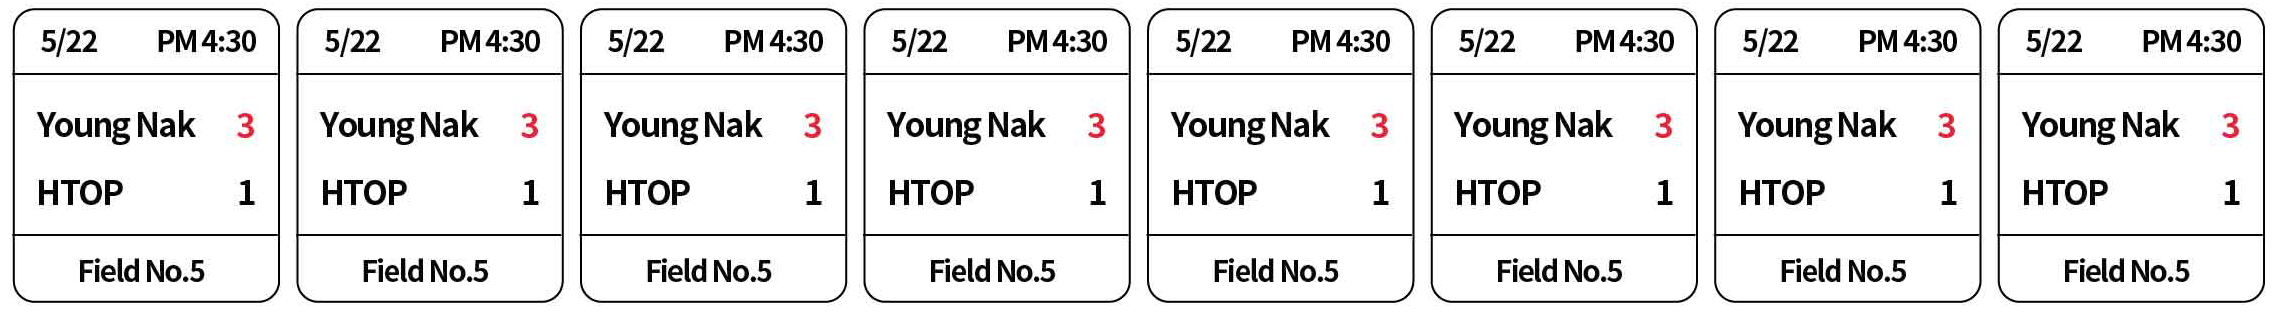 5/22 PM 4:30 5/22 PM 4:30 5/22 PM 4:30 5/22 PM 4:30 5/22 PM 4:30 5/22 PM 4:30 5/22 PM 4:30 5/22 PM 4:30
Young Nak 3 Young Nak 3 Young Nak 3 Young Nak 3 Young Nak 3 Young Nak 3 Young Nak 3 Young Nak 3
HTOP 1 HTOP 1 HTOP 1 HTOP 1 HTOP 1 HTOP 1 HTOP 1 HTOP 1
Field No.5 Field No.5 Field No.5 Field No.5 Field No.5 Field No.5 Field No.5 Field No.5